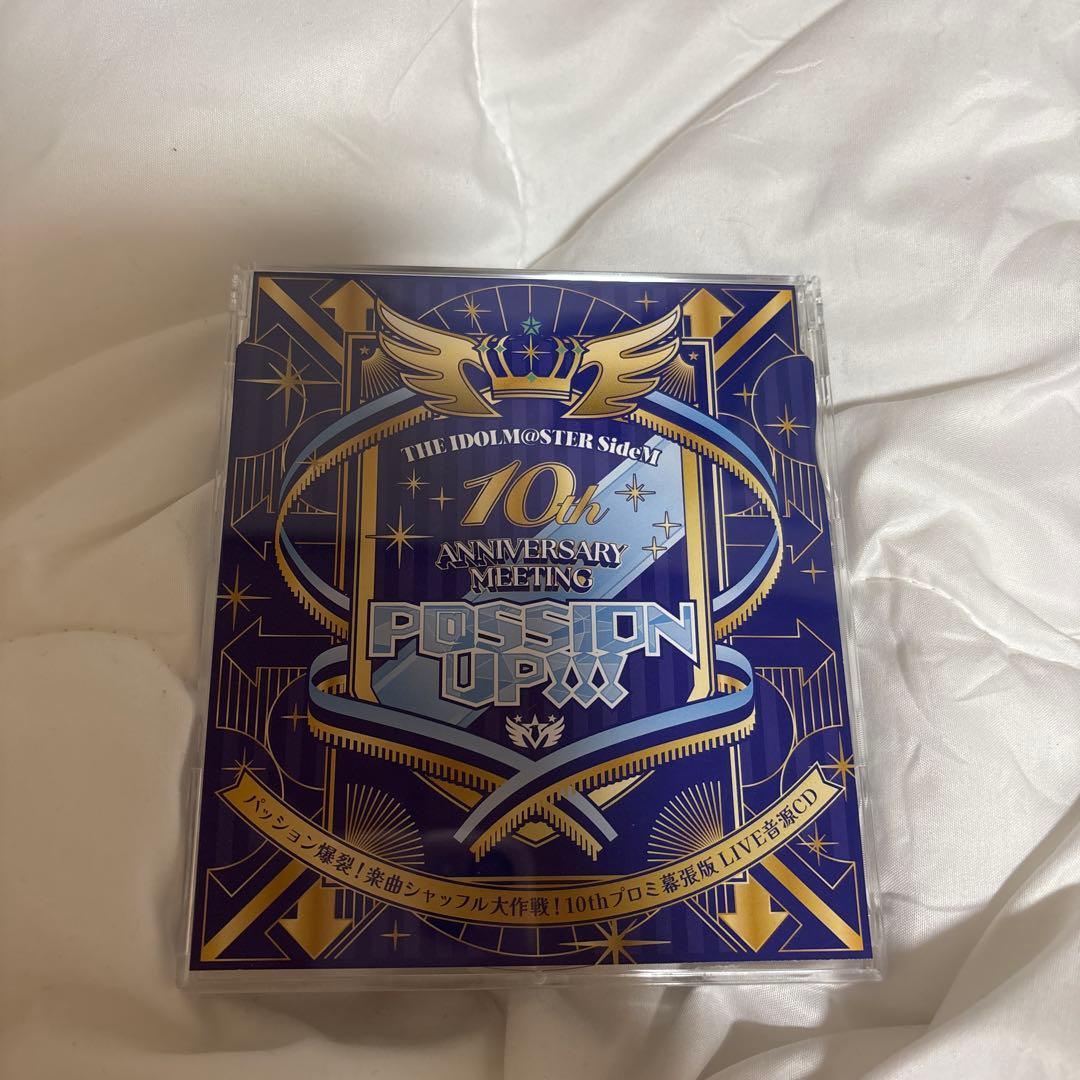 THE IDOLM@STER SideM
10th
ANNIVERSARY
MEETING
P@SSION
UP!!!
パッション爆裂!楽曲シャッフル大作戦!10thプロミ幕張版 LIVE音源CD